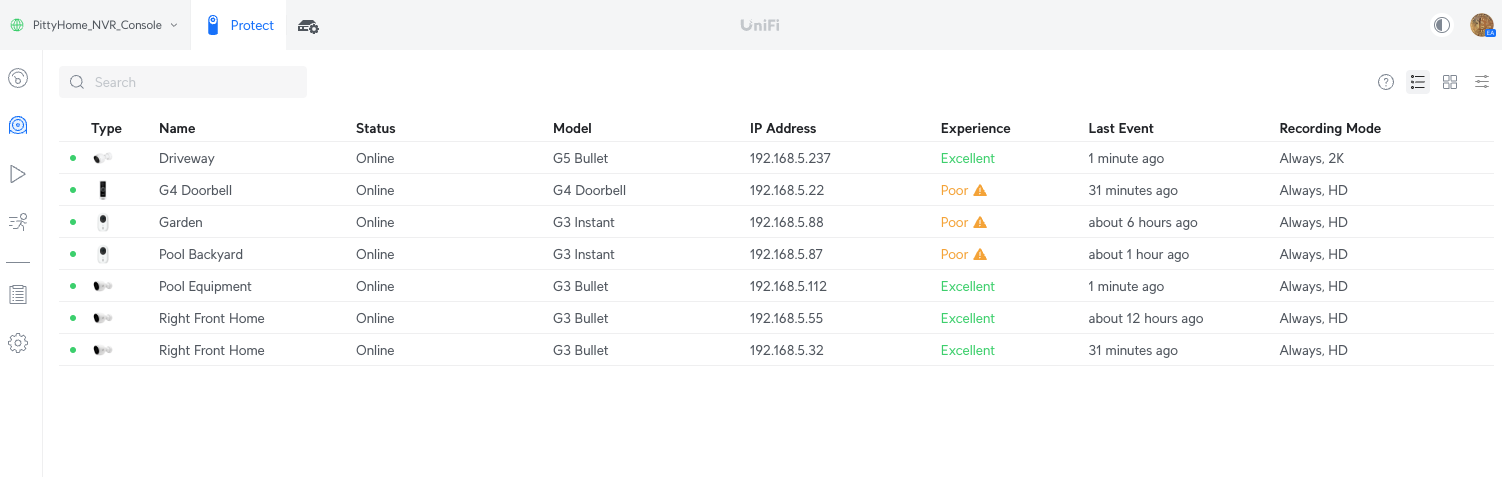 PittyHome_NVR_Console Protect UniFi EA
Search
Type Name Status Model IP Address Experience Last Event Recording Mode
Driveway Online G5 Bullet 192.168.5.237 Excellent 1 minute ago Always, 2K
G4 Doorbell Online G4 Doorbell 192.168.5.22 Poor 31 minutes ago Always, HD
Garden Online G3 Instant 192.168.5.88 Poor about 6 hours ago Always, HD
Pool Backyard Online G3 Instant 192.168.5.87 Poor about 1 hour ago Always, HD
Pool Equipment Online G3 Bullet 192.168.5.112 Excellent 1 minute ago Always, HD
Right Front Home Online G3 Bullet 192.168.5.55 Excellent about 12 hours ago Always, HD
Right Front Home Online G3 Bullet 192.168.5.32 Excellent 31 minutes ago Always, HD